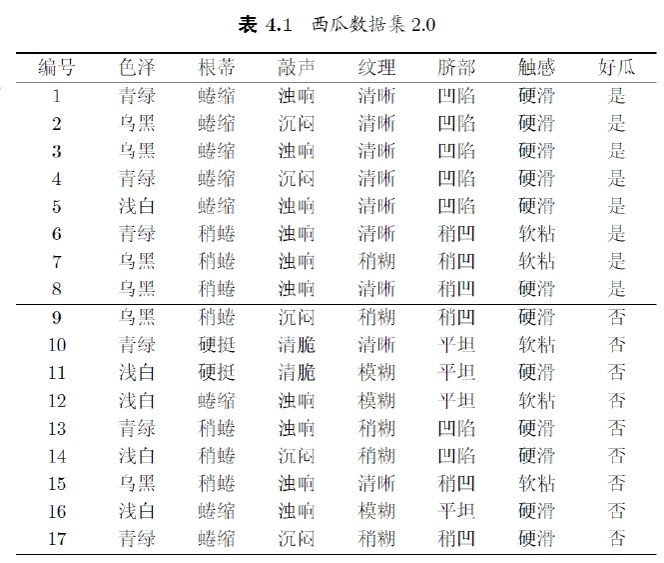 表 4.1 西瓜数据集 2.0
编号 色泽 根蒂 敲声 纹理 脐部 触感 好瓜
1 青绿 蜷缩 浊响 清晰 凹陷 硬滑 是
2 乌黑 蜷缩 沉闷 清晰 凹陷 硬滑 是
3 乌黑 蜷缩 浊响 清晰 凹陷 硬滑 是
4 青绿 蜷缩 沉闷 清晰 凹陷 硬滑 是
5 浅白 蜷缩 浊响 清晰 凹陷 硬滑 是
6 青绿 稍蜷 浊响 清晰 稍凹 软粘 是
7 乌黑 稍蜷 浊响 稍糊 稍凹 软粘 是
8 乌黑 稍蜷 浊响 清晰 稍凹 硬滑 是
9 乌黑 稍蜷 沉闷 稍糊 稍凹 硬滑 否
10 青绿 硬挺 清脆 清晰 平坦 软粘 否
11 浅白 硬挺 清脆 模糊 平坦 硬滑 否
12 浅白 蜷缩 浊响 模糊 平坦 软粘 否
13 青绿 稍蜷 浊响 稍糊 凹陷 硬滑 否
14 浅白 稍蜷 沉闷 稍糊 凹陷 硬滑 否
15 乌黑 稍蜷 浊响 清晰 稍凹 软粘 否
16 浅白 蜷缩 浊响 模糊 平坦 硬滑 否
17 青绿 蜷缩 沉闷 稍糊 稍凹 硬滑 否